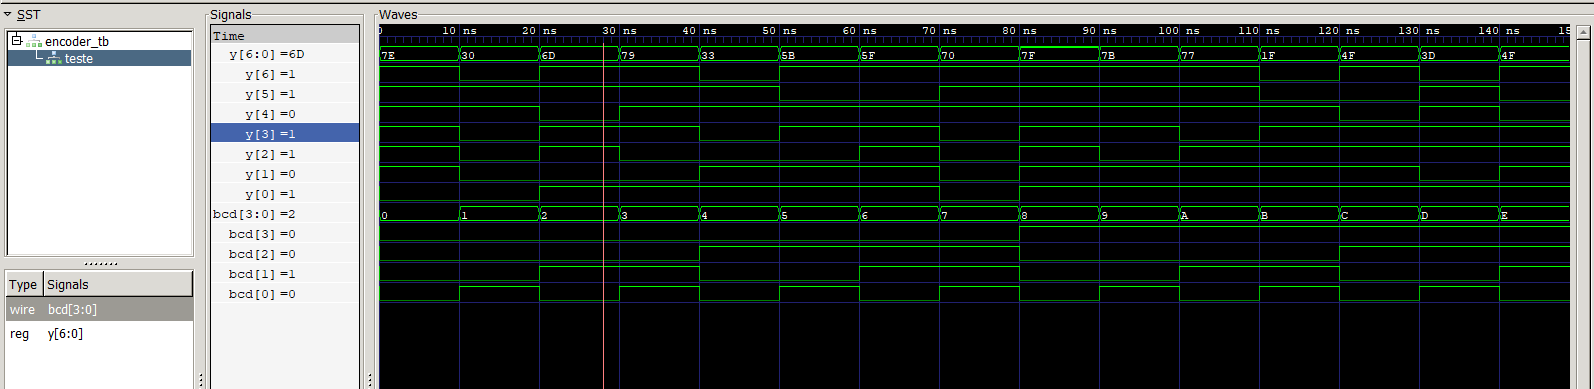 SST
encoder_tb
teste
Type Signals
wire bcd[3:0]
reg y[6:0]
Signals
Time
y[6:0] =6D
y[6] =1
y[5] =1
y[4] =0
y[3] =1
y[2] =1
y[1] =0
y[0] =1
bcd[3:0] =2
bcd[3] =0
bcd[2] =0
bcd[1] =1
bcd[0] =0
Waves
0 10 ns 20 ns 30 ns 40 ns 50 ns 60 ns 70 ns 80 ns 90 ns 100 ns 110 ns 120 ns 130 ns 140 ns 15
7E 30 6D 79 33 5B 5F 70 7F 7B 77 1F 4F 3D 4F
0 1 2 3 4 5 6 7 8 9 A B C D E